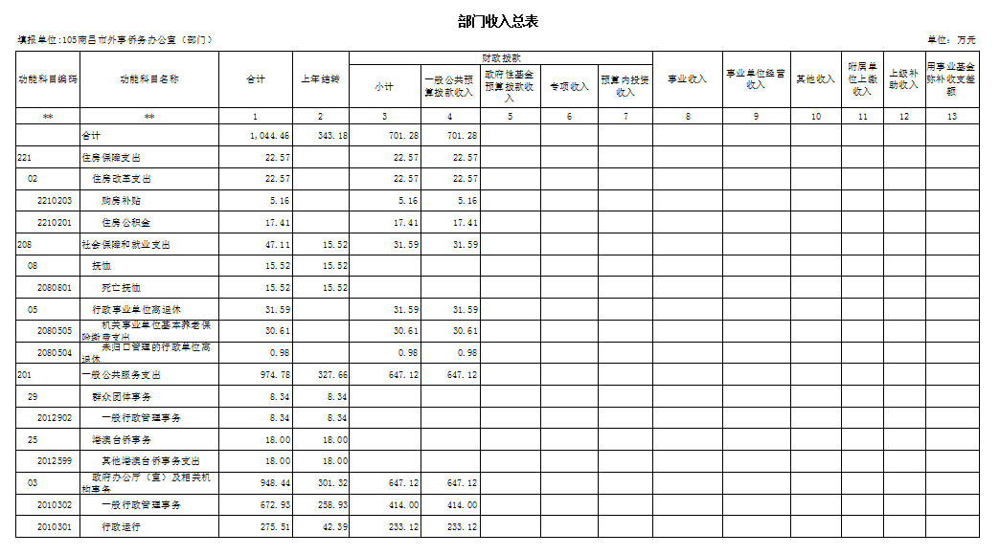 部门收入总表
填报单位:105南昌市外事侨务办公室（部门） 单位：万元
功能科目编码 功能科目名称 合计 上年结转 财政拨款 事业收入 事业单位经营收入 其他收入 附属单位上缴收入 上级补助收入 用事业基金弥补收支差额
小计 一般公共预算拨款收入 政府性基金预算拨款收入 专项收入 预算内投资收入
** ** 1 2 3 4 5 6 7 8 9 10 11 12 13
合计 1,044.46 343.18 701.28 701.28
221 住房保障支出 22.57 22.57 22.57
02 住房改革支出 22.57 22.57 22.57
2210203 购房补贴 5.16 5.16 5.16
2210201 住房公积金 17.41 17.41 17.41
208 社会保障和就业支出 47.11 15.52 31.59 31.59
08 抚恤 15.52 15.52
2080801 死亡抚恤 15.52 15.52
05 行政事业单位离退休 31.59 31.59 31.59
2080505 机关事业单位基本养老保险缴费支出 30.61 30.61 30.61
2080504 未归口管理的行政单位离退休 0.98 0.98 0.98
201 一般公共服务支出 974.78 327.66 647.12 647.12
29 群众团体事务 8.34 8.34
2012902 一般行政管理事务 8.34 8.34
25 港澳台侨事务 18.00 18.00
2012599 其他港澳台侨事务支出 18.00 18.00
03 政府办公厅（室）及相关机构事务 948.44 301.32 647.12 647.12
2010302 一般行政管理事务 672.93 258.93 414.00 414.00
2010301 行政运行 275.51 42.39 233.12 233.12